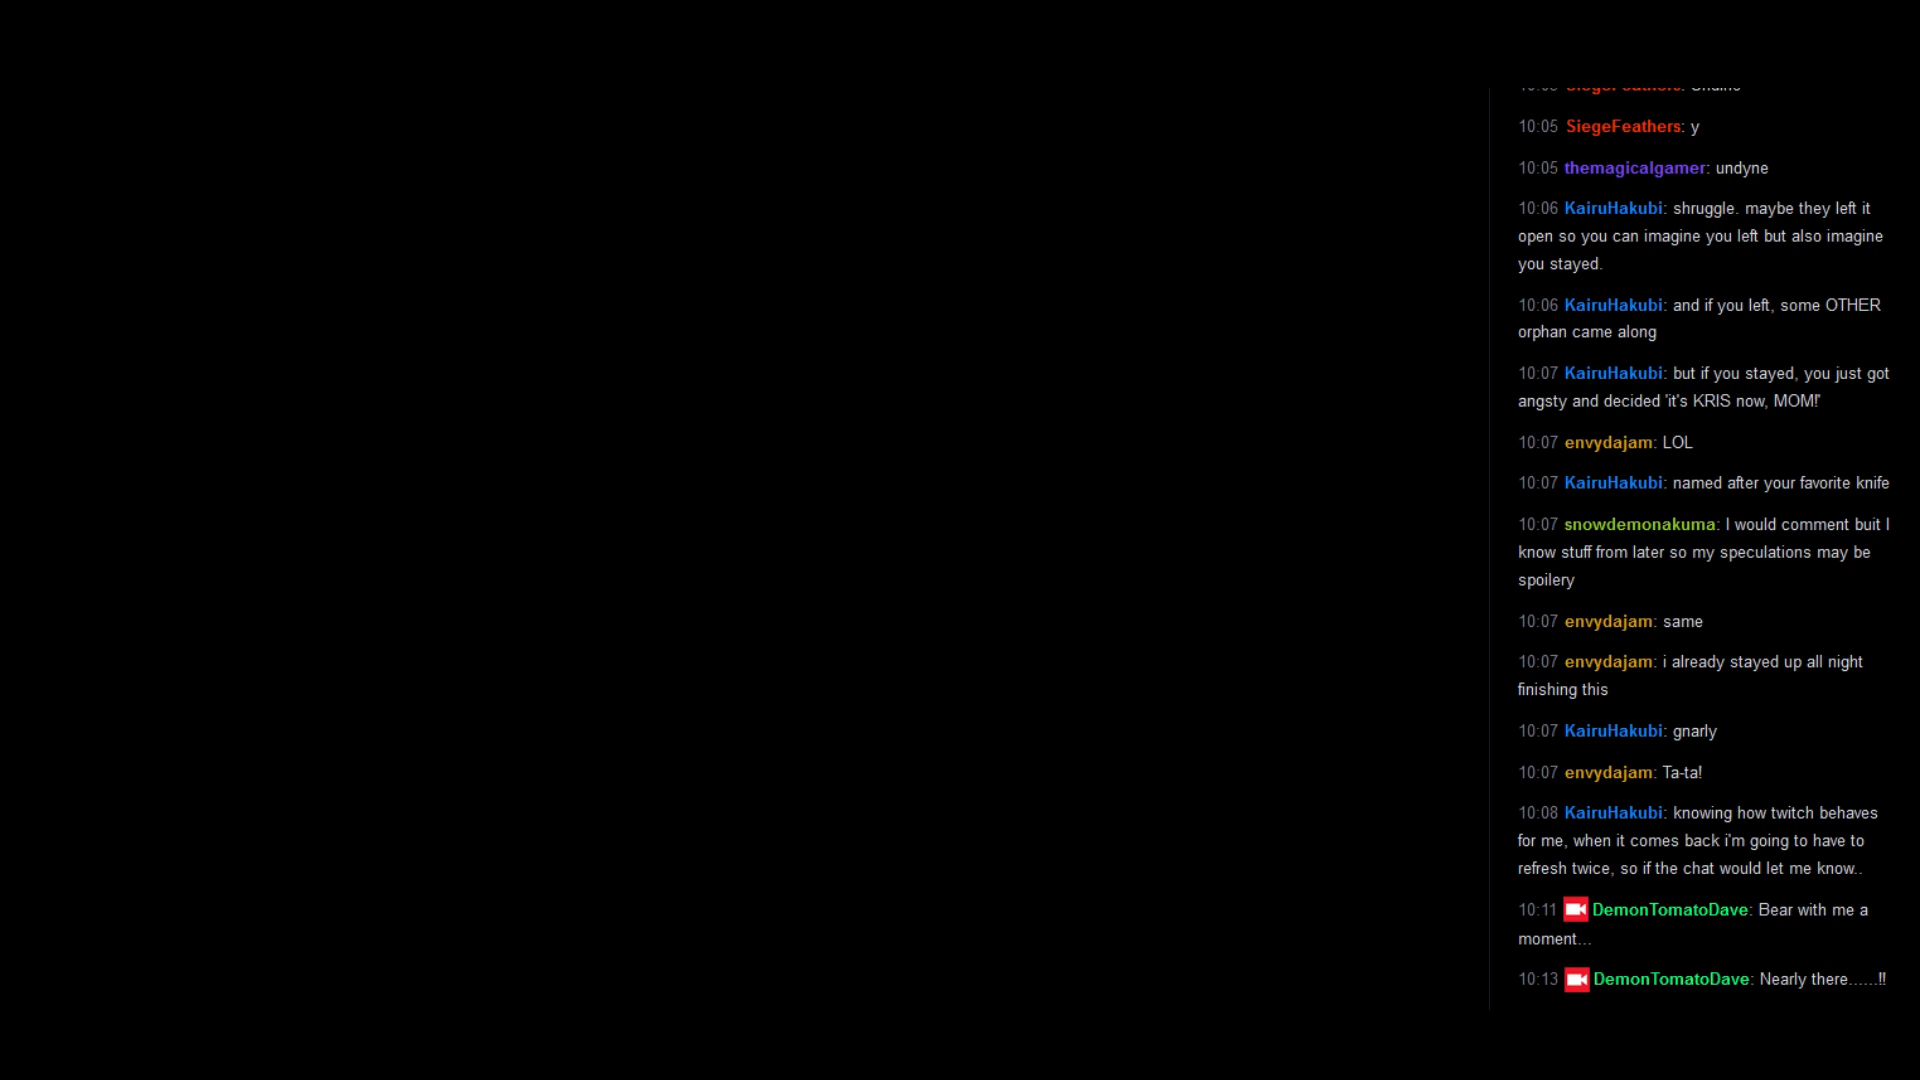 10:05 SiegeFeathers: y
10:05 themagicalgamer: undyne
10:06 KairuHakubi: shruggle. maybe they left it
open so you can imagine you left but also imagine
you stayed.
10:06 KairuHakubi: and if you left, some OTHER
orphan came along
10:07 KairuHakubi: but if you stayed, you just got
angsty and decided 'it's KRIS now, MOM!'
10:07 envydajam: LOL
10:07 KairuHakubi: named after your favorite knife
10:07 snowdemonakuma: I would comment buit I
know stuff from later so my speculations may be
spoilery
10:07 envydajam: same
10:07 envydajam: i already stayed up all night
finishing this
10:07 KairuHakubi: gnarly
10:07 envydajam: Ta-ta!
10:08 KairuHakubi: knowing how twitch behaves
for me, when it comes back i'm going to have to
refresh twice, so if the chat would let me know..
10:11 DemonTomatoDave: Bear with me a
moment...
10:13 DemonTomatoDave: Nearly there......!!